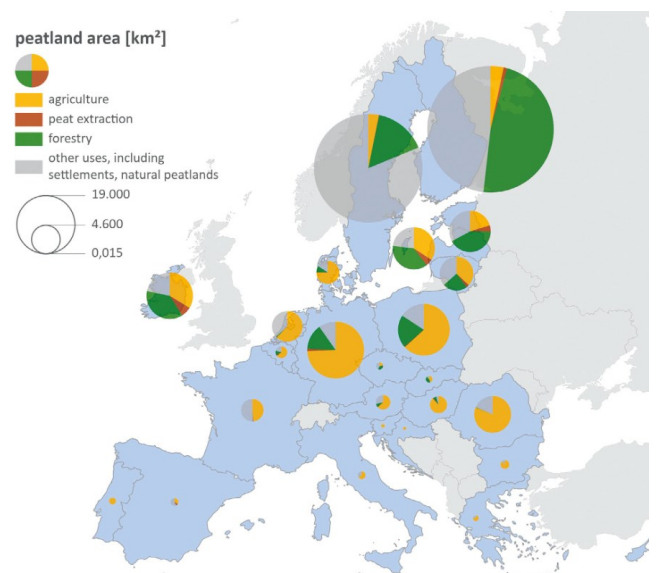 peatland area [km²]
agriculture
peat extraction
forestry
other uses, including
settlements, natural peatlands
19.000
4.600
0,015